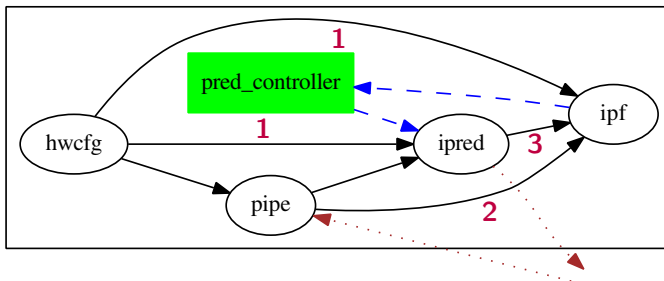 1
pred_controller
ipf
1
hwcfg
ipred
3
pipe
2